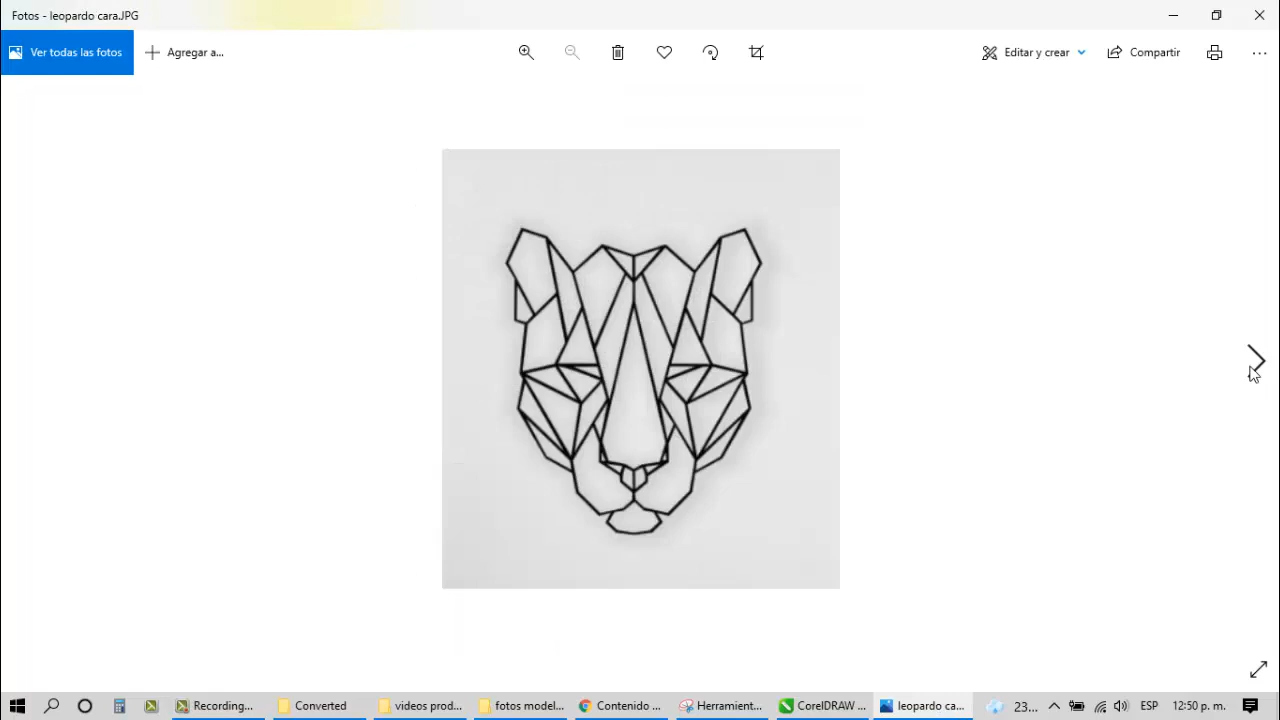 Fotos - leopardo cara.JPG
Ver todas las fotos
Agregar a...
Editar y crear
Compartir
Recording...
Converted
videos prod...
fotos model...
Contenido ...
Herramient...
CorelDRAW ...
leopardo ca...
23...
ESP
12:50 p. m.